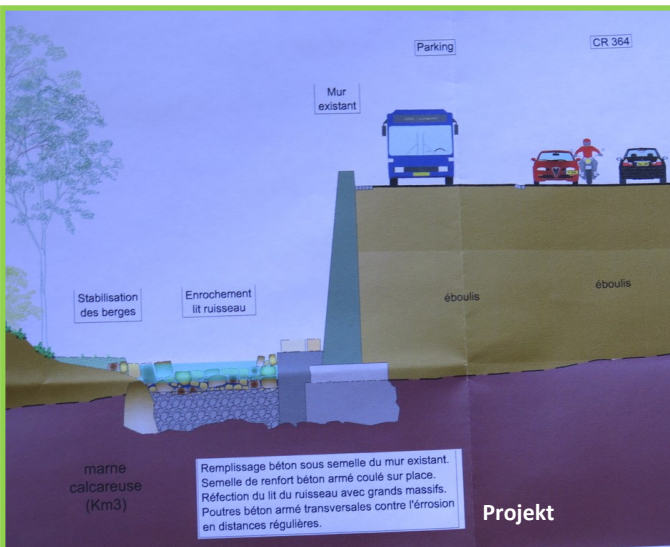 Parking
CR 364
Mur
existant
Stabilisation
des berges
Enrochement
lit ruisseau
éboulis
éboulis
marne
calcareuse
(Km3)
Remplissage béton sous semelle du mur existant.
Semelle de renfort béton armé coulé sur place.
Réfection du lit du ruisseau avec grands massifs.
Poutres béton armé transversales contre l'érrosion
en distances régulières.
Projekt